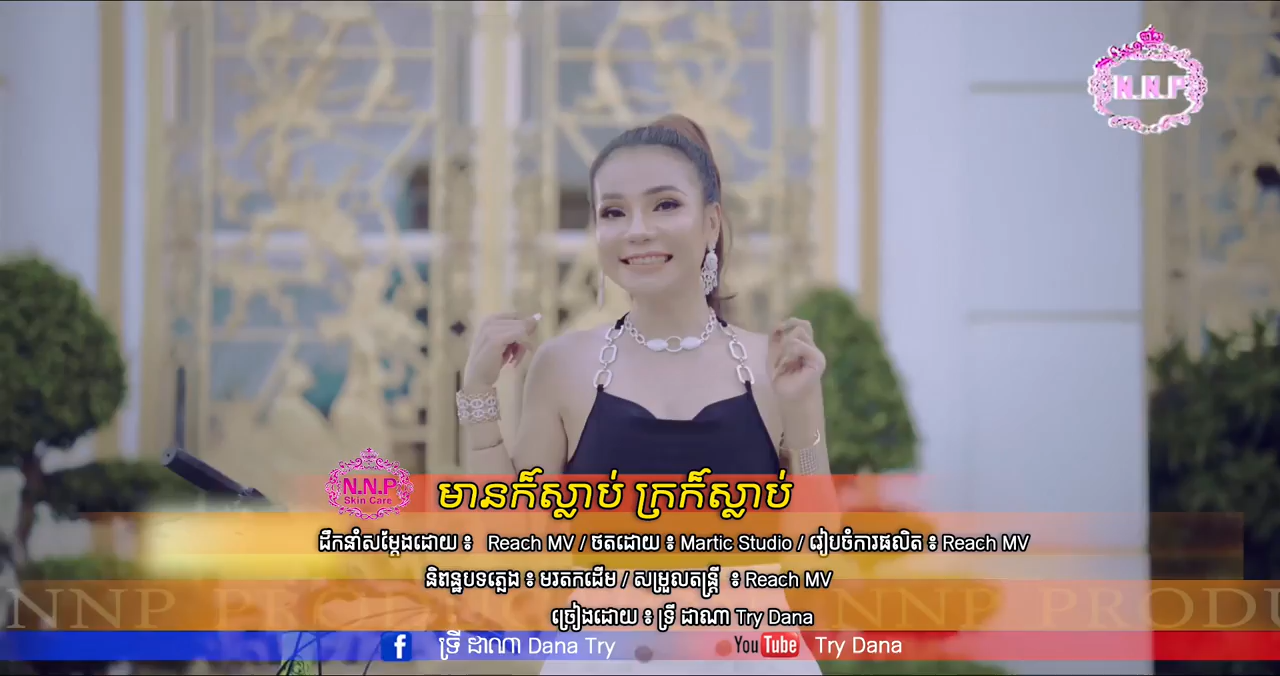 N.N.P
N.N.P
Skin Care
មានក៏ស្លាប់ ក្រក៏ស្លាប់
ដឹកនាំសម្តែងដោយ ៖ Reach MV / ថតដោយ ៖ Martic Studio / រៀបចំការផលិត ៖ Reach MV
និពន្ឋបទភ្លេង ៖ មរតកដើម / សម្រួលតន្រ្តី ៖ Reach MV
NNP PRODUC
NNP PRODU
ច្រៀងដោយ ៖ ទ្រី ដាណា Try Dana
f ទ្រី ដាណា Dana Try
YouTube Try Dana